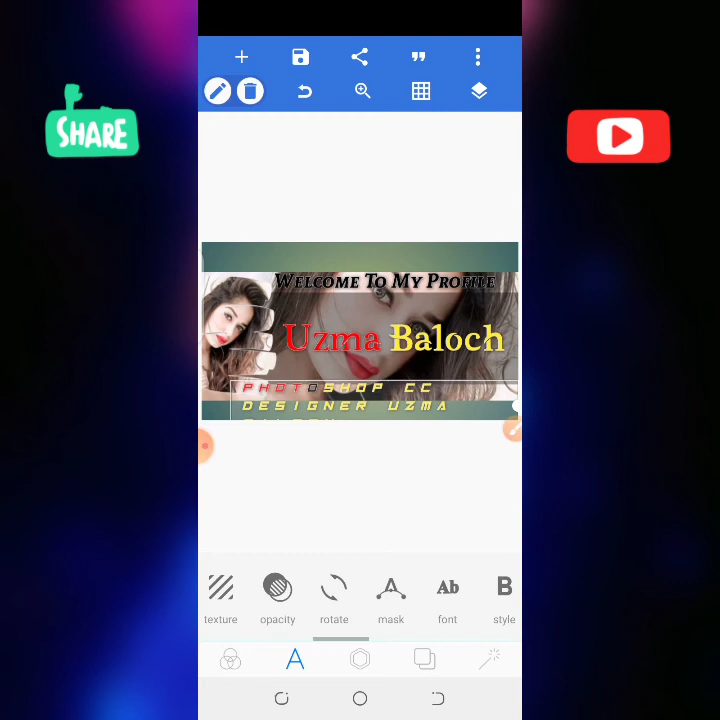 SHARE
Welcome To My Profile
Uzma Baloch
PHOTOSHOP CC
DESIGNER UZMA
texture
opacity
rotate
mask
Ab
font
B
style